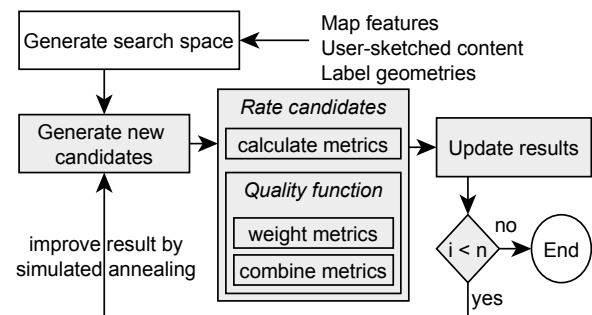 Generate search space
Map features
User-sketched content
Label geometries
Generate new
candidates
Rate candidates
calculate metrics
Quality function
weight metrics
combine metrics
Update results
i < n
no
End
yes
improve result by
simulated annealing